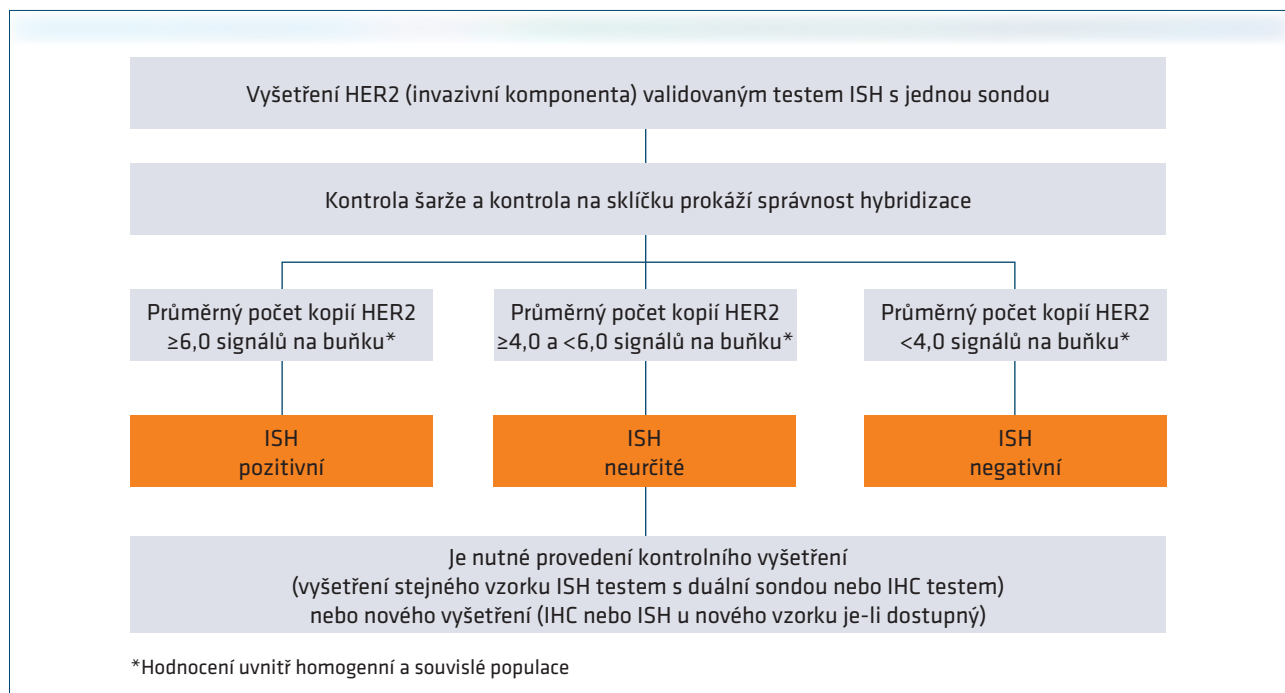 Vyšetření HER2 (invazivní komponenta) validovaným testem ISH s jednou sondou
Kontrola šarže a kontrola na sklíčku prokáží správnost hybridizace
Průměrný počet kopií HER2
≥6,0 signálů na buňku*
Průměrný počet kopií HER2
≥4,0 a <6,0 signálů na buňku*
Průměrný počet kopií HER2
<4,0 signálů na buňku*
ISH
pozitivní
ISH
neurčité
ISH
negativní
Je nutné provedení kontrolního vyšetření
(vyšetření stejného vzorku ISH testem s duální sondou nebo IHC testem)
nebo nového vyšetření (IHC nebo ISH u nového vzorku je-li dostupný)
*Hodnocení uvnitř homogenní a souvislé populace